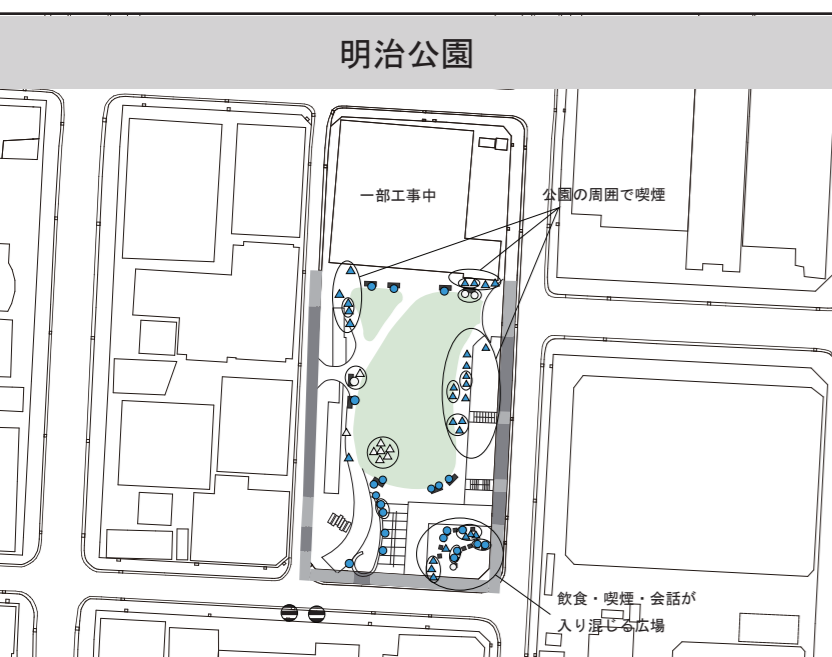 明治公園
一部工事中
公園の周囲で喫煙
飲食・喫煙・会話が
入り混じる広場